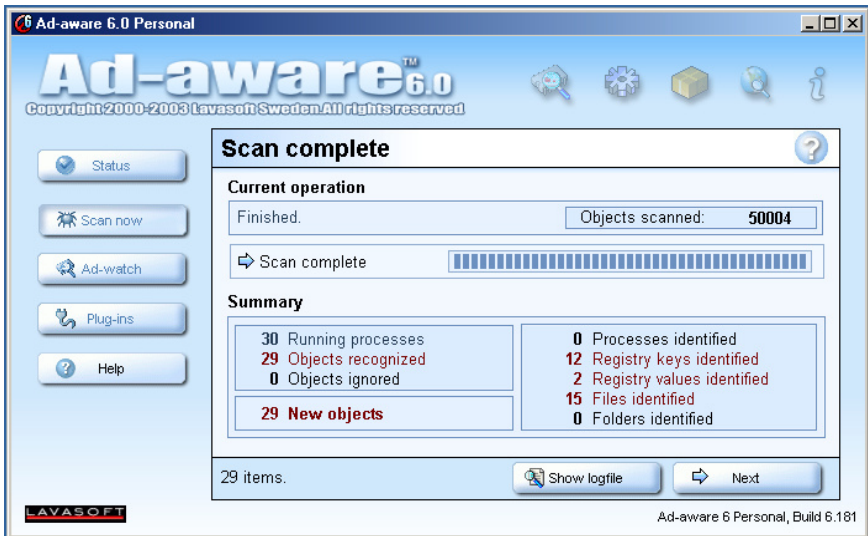 Ad-aware 6.0 Personal
Ad-aware™ 6.0
Copyright 2000-2003 Lavasoft Sweden. All rights reserved.
Status
Scan now
Ad-watch
Plug-ins
Help
Scan complete
Current operation
Finished.
Objects scanned: 50004
Scan complete
Summary
30 Running processes
29 Objects recognized
0 Objects ignored
29 New objects
0 Processes identified
12 Registry keys identified
2 Registry values identified
15 Files identified
0 Folders identified
29 items.
Show logfile
Next
LAVASOFT
Ad-aware 6 Personal, Build 6.181